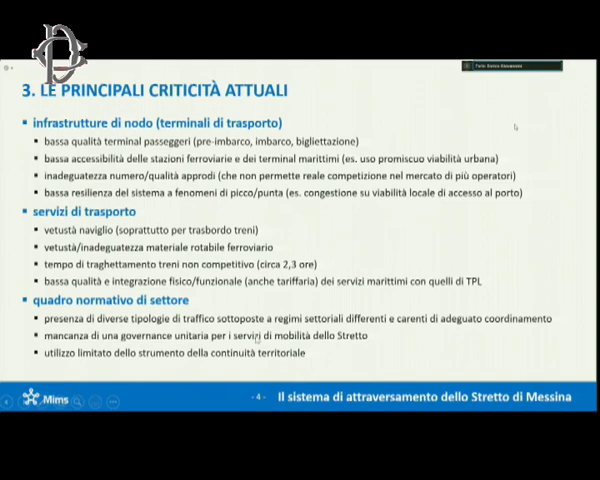 3. LE PRINCIPALI CRITICITÀ ATTUALI
▪ infrastrutture di nodo (terminali di trasporto)
▪ bassa qualità terminal passeggeri (pre-imbarco, imbarco, bigliettazione)
▪ bassa accessibilità delle stazioni ferroviarie e dei terminal marittimi (es. uso promiscuo viabilità urbana)
▪ inadeguatezza numero/qualità approdi (che non permette reale competizione nel mercato di più operatori)
▪ bassa resilienza del sistema a fenomeni di picco/punta (es. congestione su viabilità locale di accesso al porto)
▪ servizi di trasporto
▪ vetustà naviglio (soprattutto per trasbordo treni)
▪ vetustà/inadeguatezza materiale rotabile ferroviario
▪ tempo di traghettamento treni non competitivo (circa 2,3 ore)
▪ bassa qualità e integrazione fisico/funzionale (anche tariffaria) dei servizi marittimi con quelli di TPL
▪ quadro normativo di settore
▪ presenza di diverse tipologie di traffico sottoposte a regimi settoriali differenti e carenti di adeguato coordinamento
▪ mancanza di una governance unitaria per i servizi di mobilità dello Stretto
▪ utilizzo limitato dello strumento della continuità territoriale
Mims - 4 - Il sistema di attraversamento dello Stretto di Messina